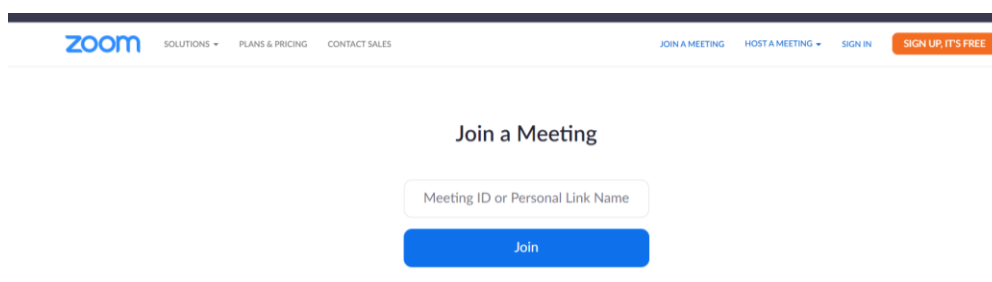 zoom SOLUTIONS PLANS & PRICING CONTACT SALES JOIN A MEETING HOST A MEETING SIGN IN SIGN UP, IT'S FREE
Join a Meeting
Meeting ID or Personal Link Name
Join